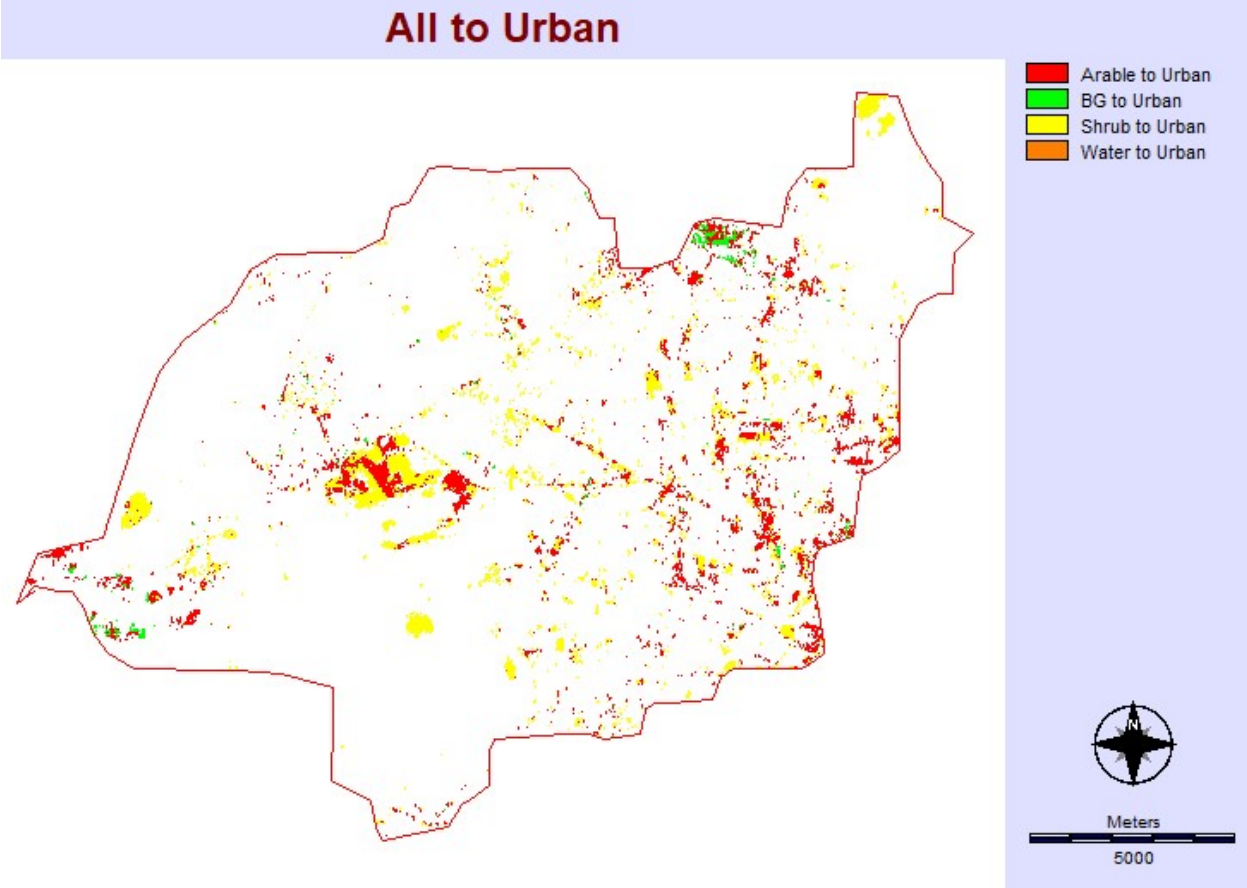 All to Urban
Arable to Urban
BG to Urban
Shrub to Urban
Water to Urban
N
Meters
5000